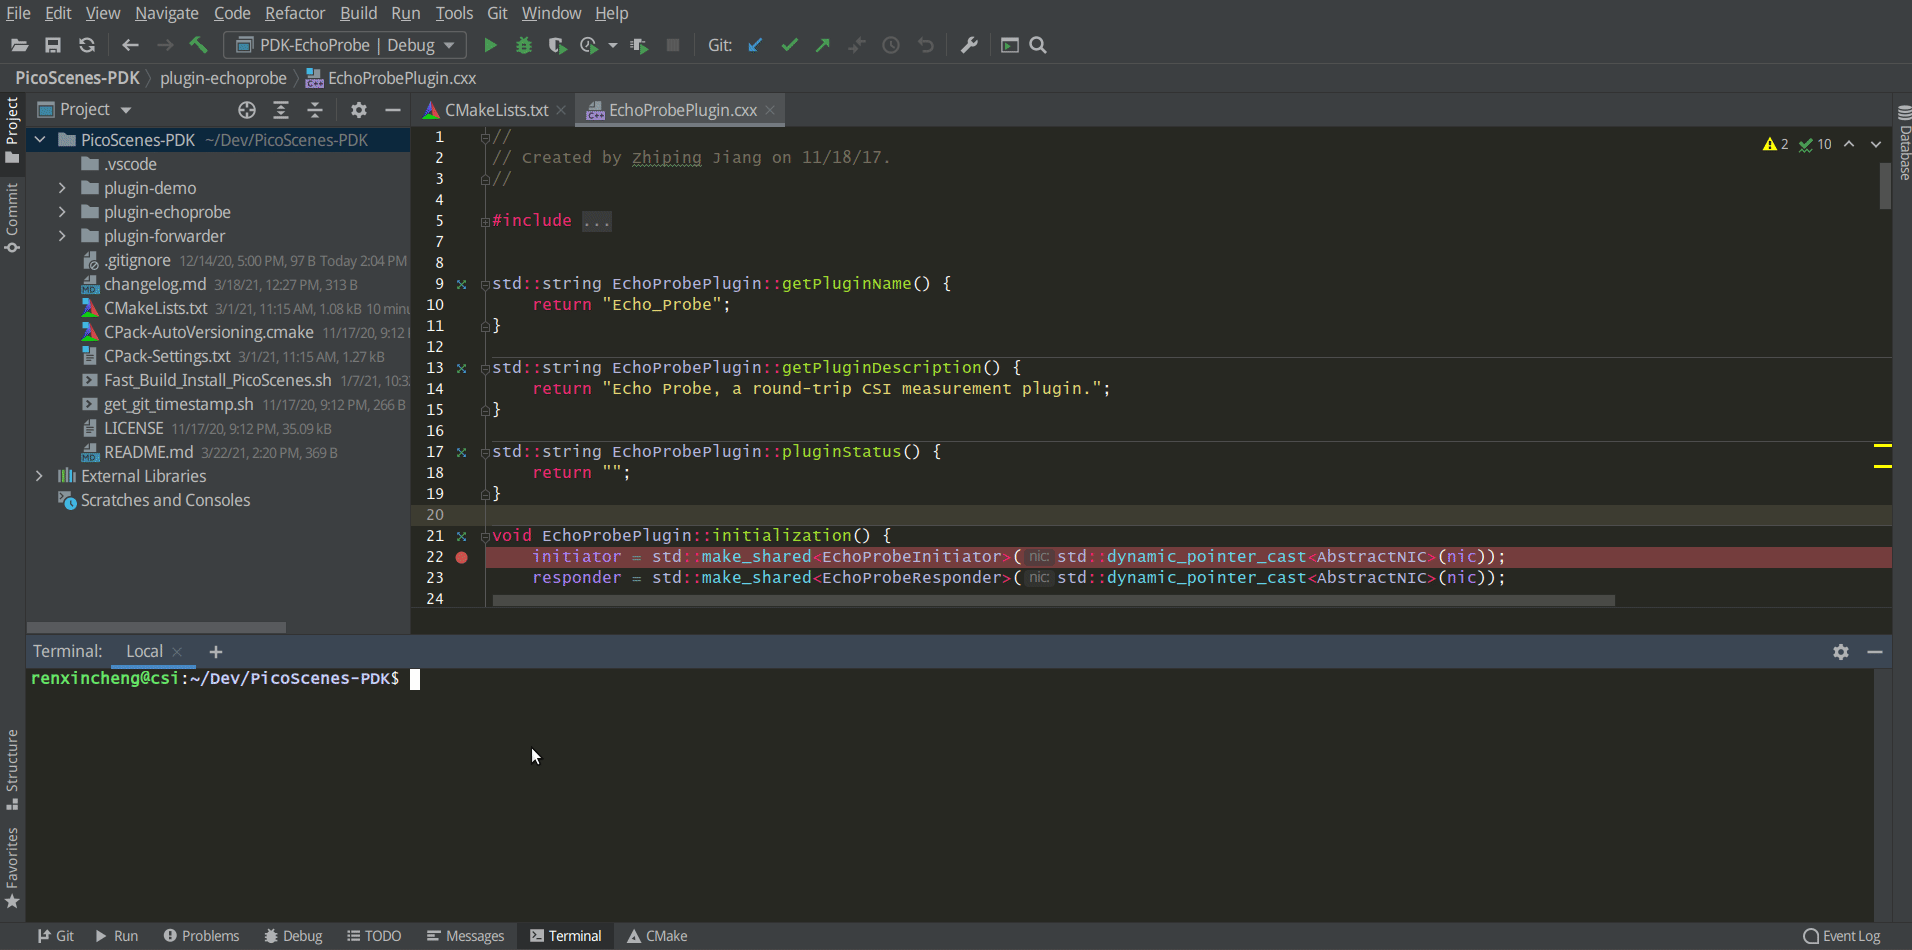 File Edit View Navigate Code Refactor Build Run Tools Git Window Help
PDK-EchoProbe | Debug Git:
PicoScenes-PDK plugin-echoprobe EchoProbePlugin.cxx
Project
CMakeLists.txt EchoProbePlugin.cxx
Project
Commit
Structure
Favorites
Database
PicoScenes-PDK ~/Dev/PicoScenes-PDK
.vscode
plugin-demo
plugin-echoprobe
plugin-forwarder
.gitignore 12/14/20, 5:00 PM, 97 B Today 2:04 PM
changelog.md 3/18/21, 12:27 PM, 313 B
CMakeLists.txt 3/1/21, 11:15 AM, 1.08 kB 10 minu
CPack-AutoVersioning.cmake 11/17/20, 9:12
CPack-Settings.txt 3/1/21, 11:15 AM, 1.27 kB
Fast_Build_Install_PicoScenes.sh 1/7/21, 10:3
get_git_timestamp.sh 11/17/20, 9:12 PM, 266 B
LICENSE 11/17/20, 9:12 PM, 35.09 kB
README.md 3/22/21, 2:20 PM, 369 B
External Libraries
Scratches and Consoles
2 10
1 //
2 // Created by Zhiping Jiang on 11/18/17.
3 //
4
5 #include ...
7
8
9 std::string EchoProbePlugin::getPluginName() {
10 return "Echo_Probe";
11 }
12
13 std::string EchoProbePlugin::getPluginDescription() {
14 return "Echo Probe, a round-trip CSI measurement plugin.";
15 }
16
17 std::string EchoProbePlugin::pluginStatus() {
18 return "";
19 }
20
21 void EchoProbePlugin::initialization() {
22 initiator = std::make_shared<EchoProbeInitiator>( nic: std::dynamic_pointer_cast<AbstractNIC>(nic));
23 responder = std::make_shared<EchoProbeResponder>( nic: std::dynamic_pointer_cast<AbstractNIC>(nic));
24
Terminal: Local
renxincheng@csi:~/Dev/PicoScenes-PDK$
Git Run Problems Debug TODO Messages Terminal CMake Event Log